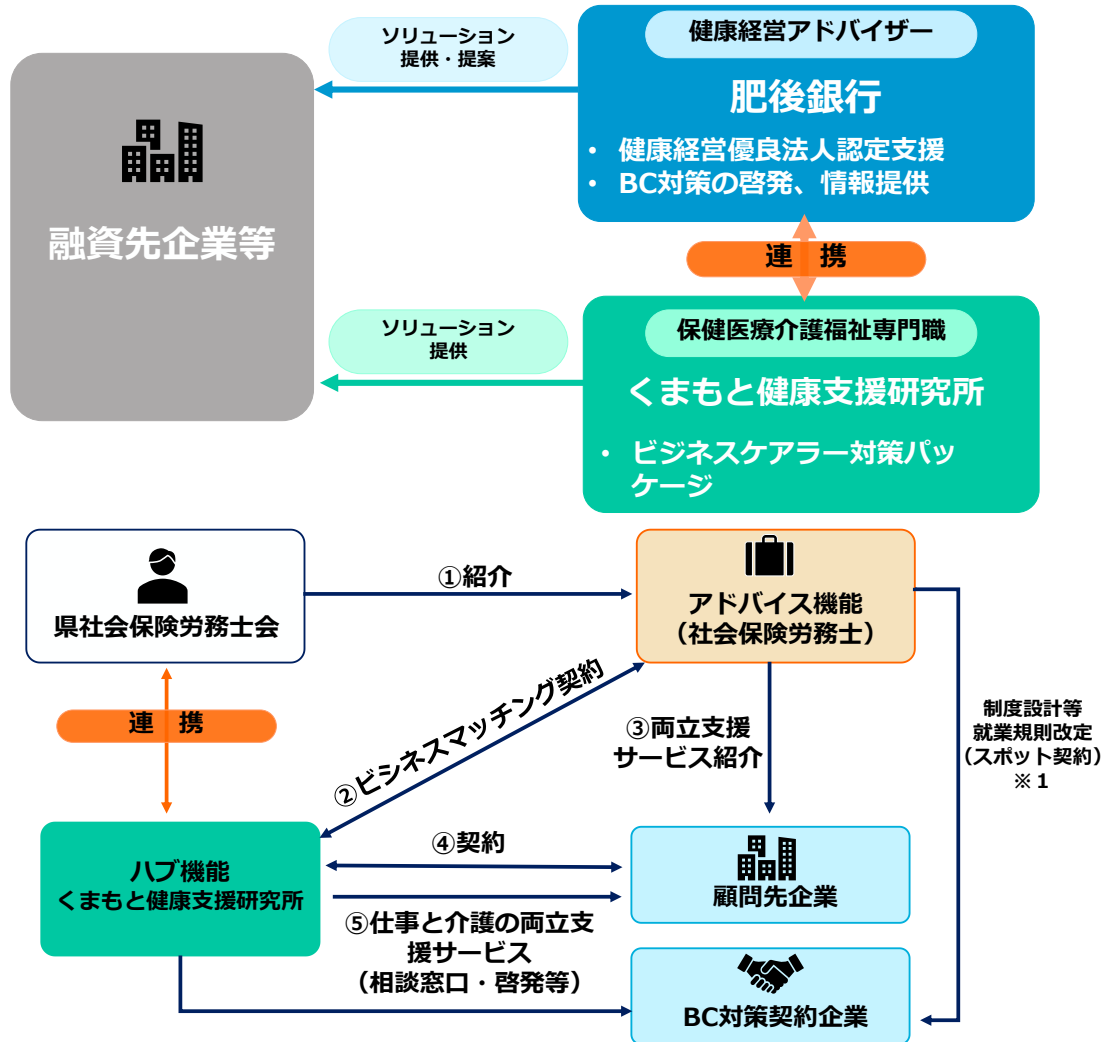 ソリューション
提供・提案
健康経営アドバイザー
肥後銀行
・ 健康経営優良法人認定支援
・ BC対策の啓発、情報提供
融資先企業等
連 携
ソリューション
提供
保健医療介護福祉専門職
くまもと健康支援研究所
・ ビジネスケアラー対策パッ
ケージ
県社会保険労務士会
①紹介
アドバイス機能
（社会保険労務士）
連 携
②ビジネスマッチング契約
③両立支援
サービス紹介
制度設計等
就業規則改定
（スポット契約）
※１
ハブ機能
くまもと健康支援研究所
④契約
顧問先企業
⑤仕事と介護の両立支
援サービス
（相談窓口・啓発等）
BC対策契約企業